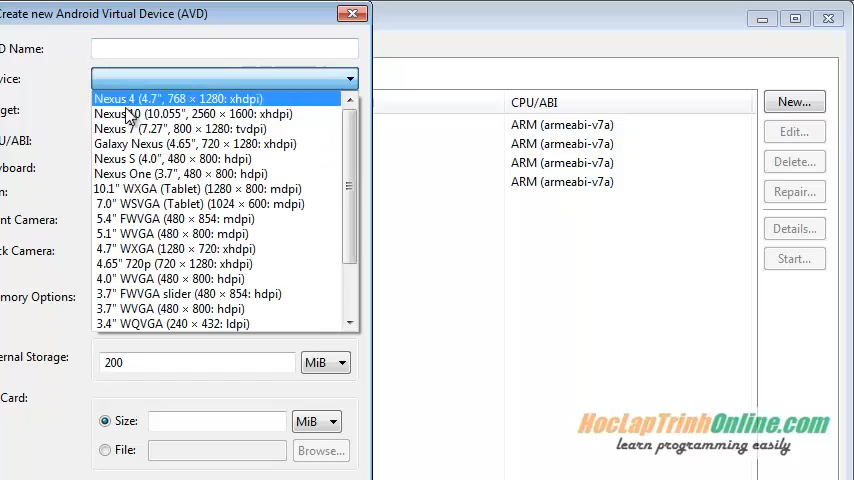 Create new Android Virtual Device (AVD)
D Name:
vice:
Nexus 4 (4.7", 768 × 1280: xhdpi)
Nexus 10 (10.055", 2560 × 1600: xhdpi)
Nexus 7 (7.27", 800 × 1280: tvdpi)
Galaxy Nexus (4.65", 720 × 1280: xhdpi)
Nexus S (4.0", 480 × 800: hdpi)
Nexus One (3.7", 480 × 800: hdpi)
10.1" WXGA (Tablet) (1280 × 800: mdpi)
7.0" WSVGA (Tablet) (1024 × 600: mdpi)
5.4" FWVGA (480 × 854: mdpi)
5.1" WVGA (480 × 800: mdpi)
4.7" WXGA (1280 × 720: xhdpi)
4.65" 720p (720 × 1280: xhdpi)
4.0" WVGA (480 × 800: hdpi)
3.7" FWVGA slider (480 × 854: hdpi)
3.7" WVGA (480 × 800: hdpi)
3.4" WQVGA (240 × 432: ldpi)
get:
U/ABI:
yboard:
n:
nt Camera:
ck Camera:
mory Options:
ernal Storage:
200
MiB
Card:
Size:
MiB
File:
Browse...
CPU/ABI
ARM (armeabi-v7a)
ARM (armeabi-v7a)
ARM (armeabi-v7a)
ARM (armeabi-v7a)
New...
Edit...
Delete...
Repair...
Details...
Start...
HocLapTrinhOnline.com
learn programming easily